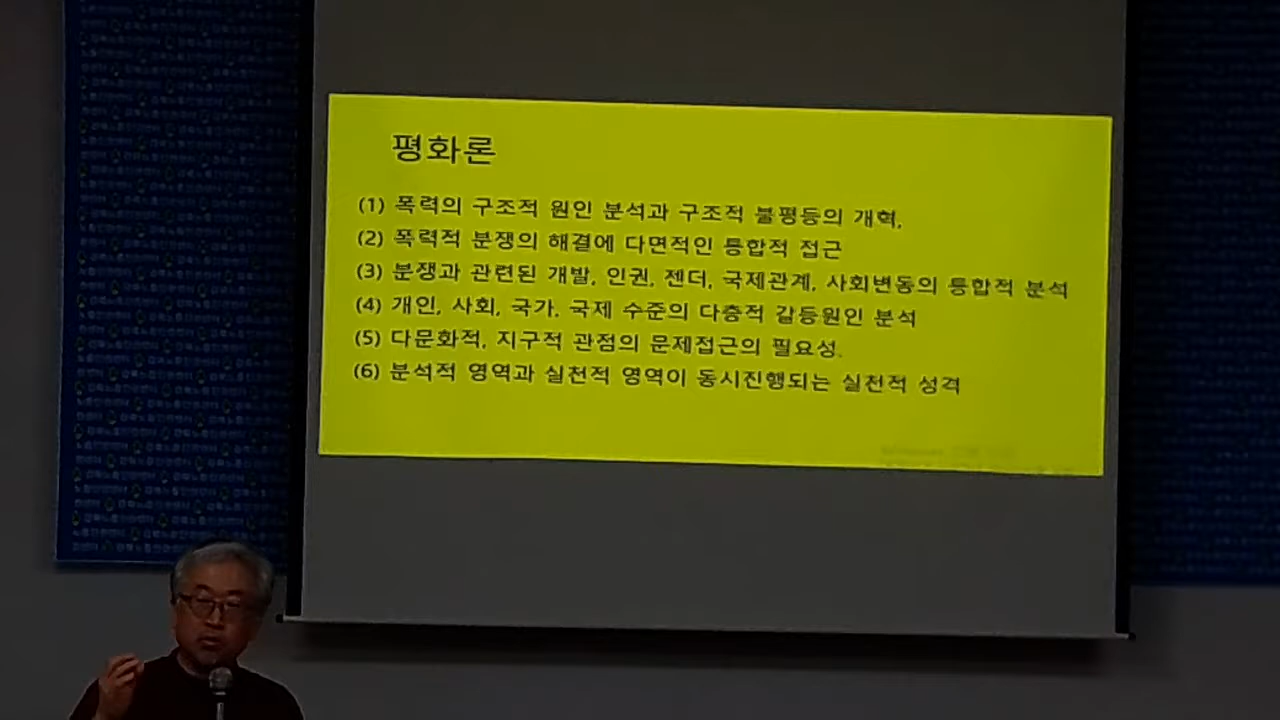 평화론
(1) 폭력의 구조적 원인 분석과 구조적 불평등의 개혁,
(2) 폭력적 분쟁의 해결에 다면적인 통합적 접근
(3) 분쟁과 관련된 개발, 인권, 젠더, 국제관계, 사회변동의 통합적 분석
(4) 개인, 사회, 국가, 국제 수준의 다층적 갈등원인 분석
(5) 다문화적, 지구적 관점의 문제접근의 필요성.
(6) 분석적 영역과 실천적 영역이 동시진행되는 실천적 성격